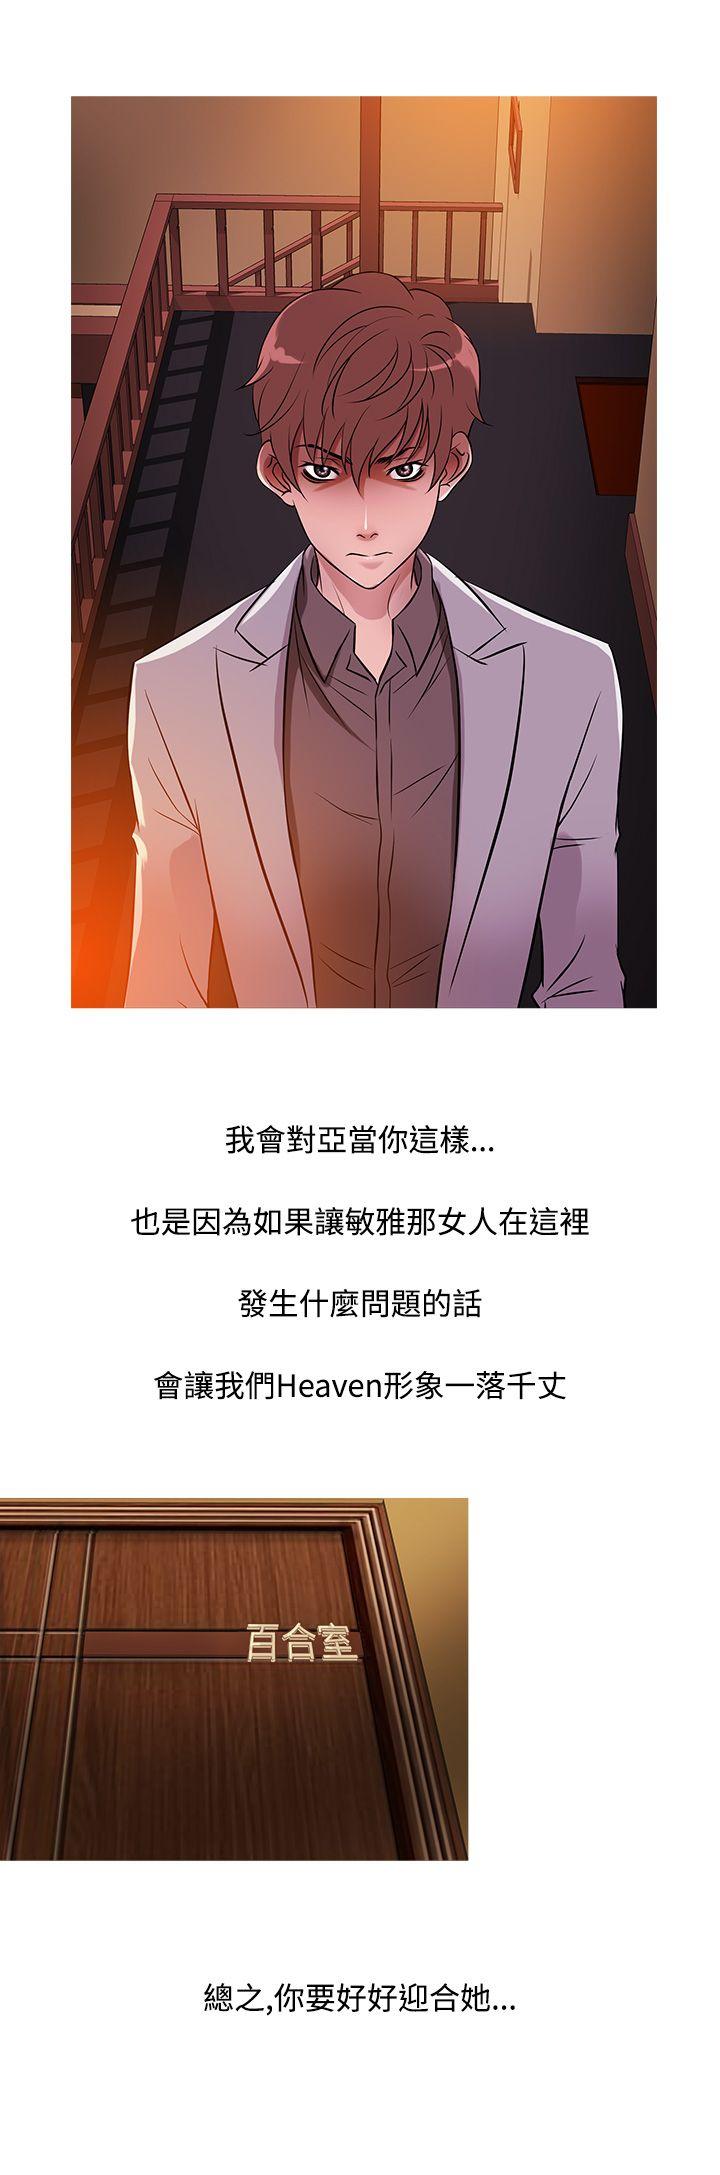 我會對亞當你這樣...
也是因為如果讓敏雅那女人在這裡
發生什麼問題的話
會讓我們Heaven形象一落千丈
百合室
總之,你要好好迎合她...